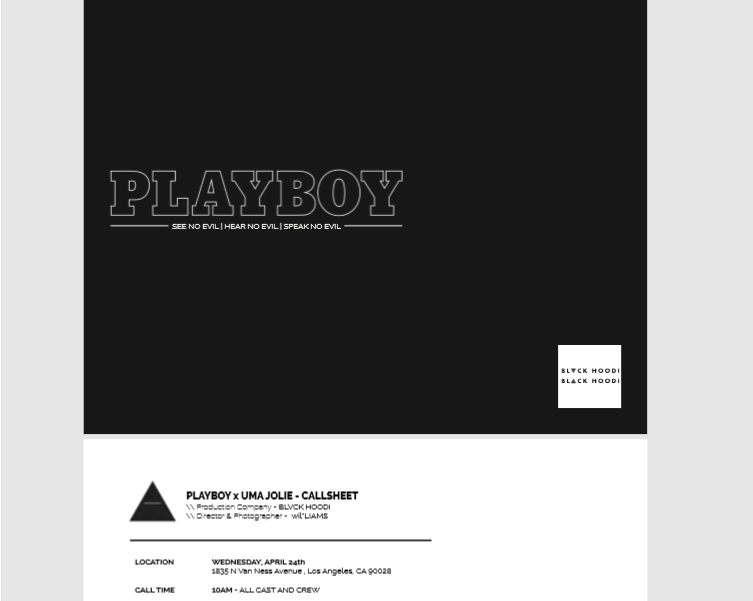 PLAYBOY
SEE NO EVIL | HEAR NO EVIL | SPEAK NO EVIL
BLVCK HOODI
BLACK HOODI
PLAYBOY x UMA JOLIE - CALLSHEET
\\ Production Company - BLVCK HOODI
\\ Director & Photographer - wil*LIAMS
LOCATION WEDNESDAY, APRIL 24th
1835 N Van Ness Avenue , Los Angeles, CA 90028
CALL TIME 10AM - ALL CAST AND CREW